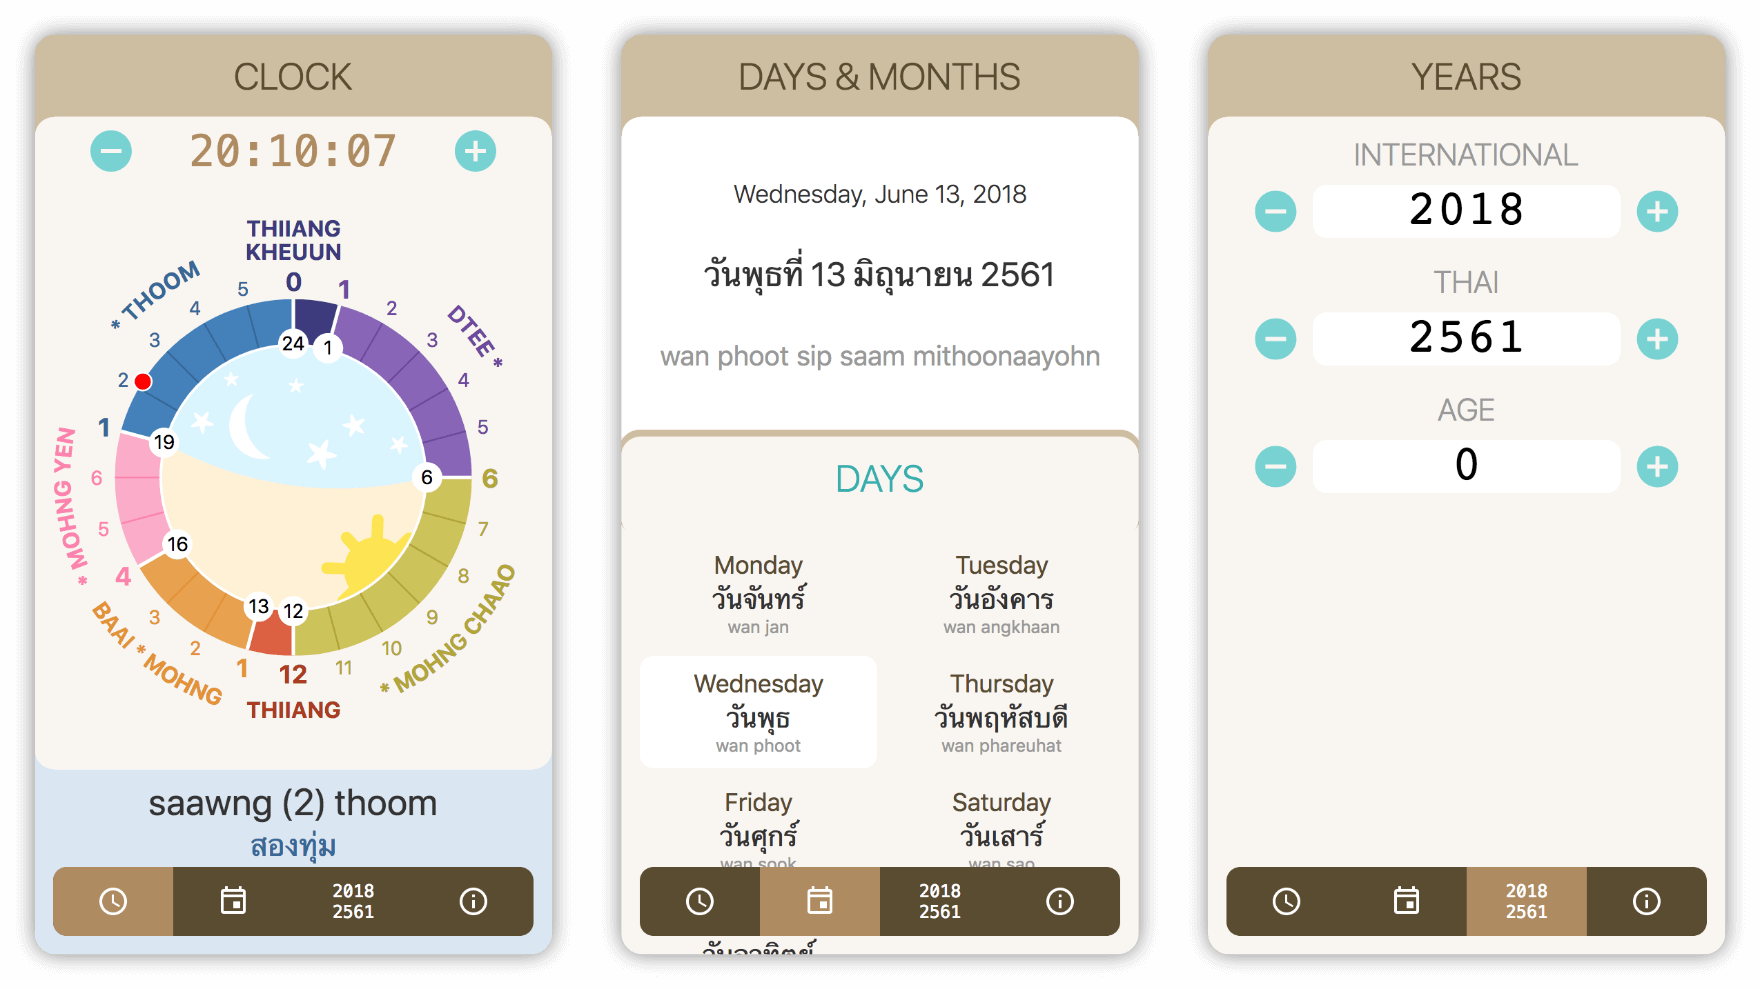 CLOCK
20:10:07
THIIANG
KHEUUN
0
1
2
3
4
5
6
7
8
9
10
11
12
1
2
3
4
5
6
1
2
3
4
5
24
1
6
12
13
16
19
DTEE *
* MOHNG CHAAO
THIIANG
BAAI * MOHNG
* MOHNG YEN
* THOOM
saawng (2) thoom
สองทุ่ม
2018
2561
DAYS & MONTHS
Wednesday, June 13, 2018
วันพุธที่ 13 มิถุนายน 2561
wan phoot sip saam mithoonaayohn
DAYS
Monday
วันจันทร์
wan jan
Tuesday
วันอังคาร
wan angkhaan
Wednesday
วันพุธ
wan phoot
Thursday
วันพฤหัสบดี
wan phareuhat
Friday
วันศุกร์
wan sook
Saturday
วันเสาร์
wan sao
2018
2561
วันอาทิตย์
YEARS
INTERNATIONAL
2018
THAI
2561
AGE
0
2018
2561